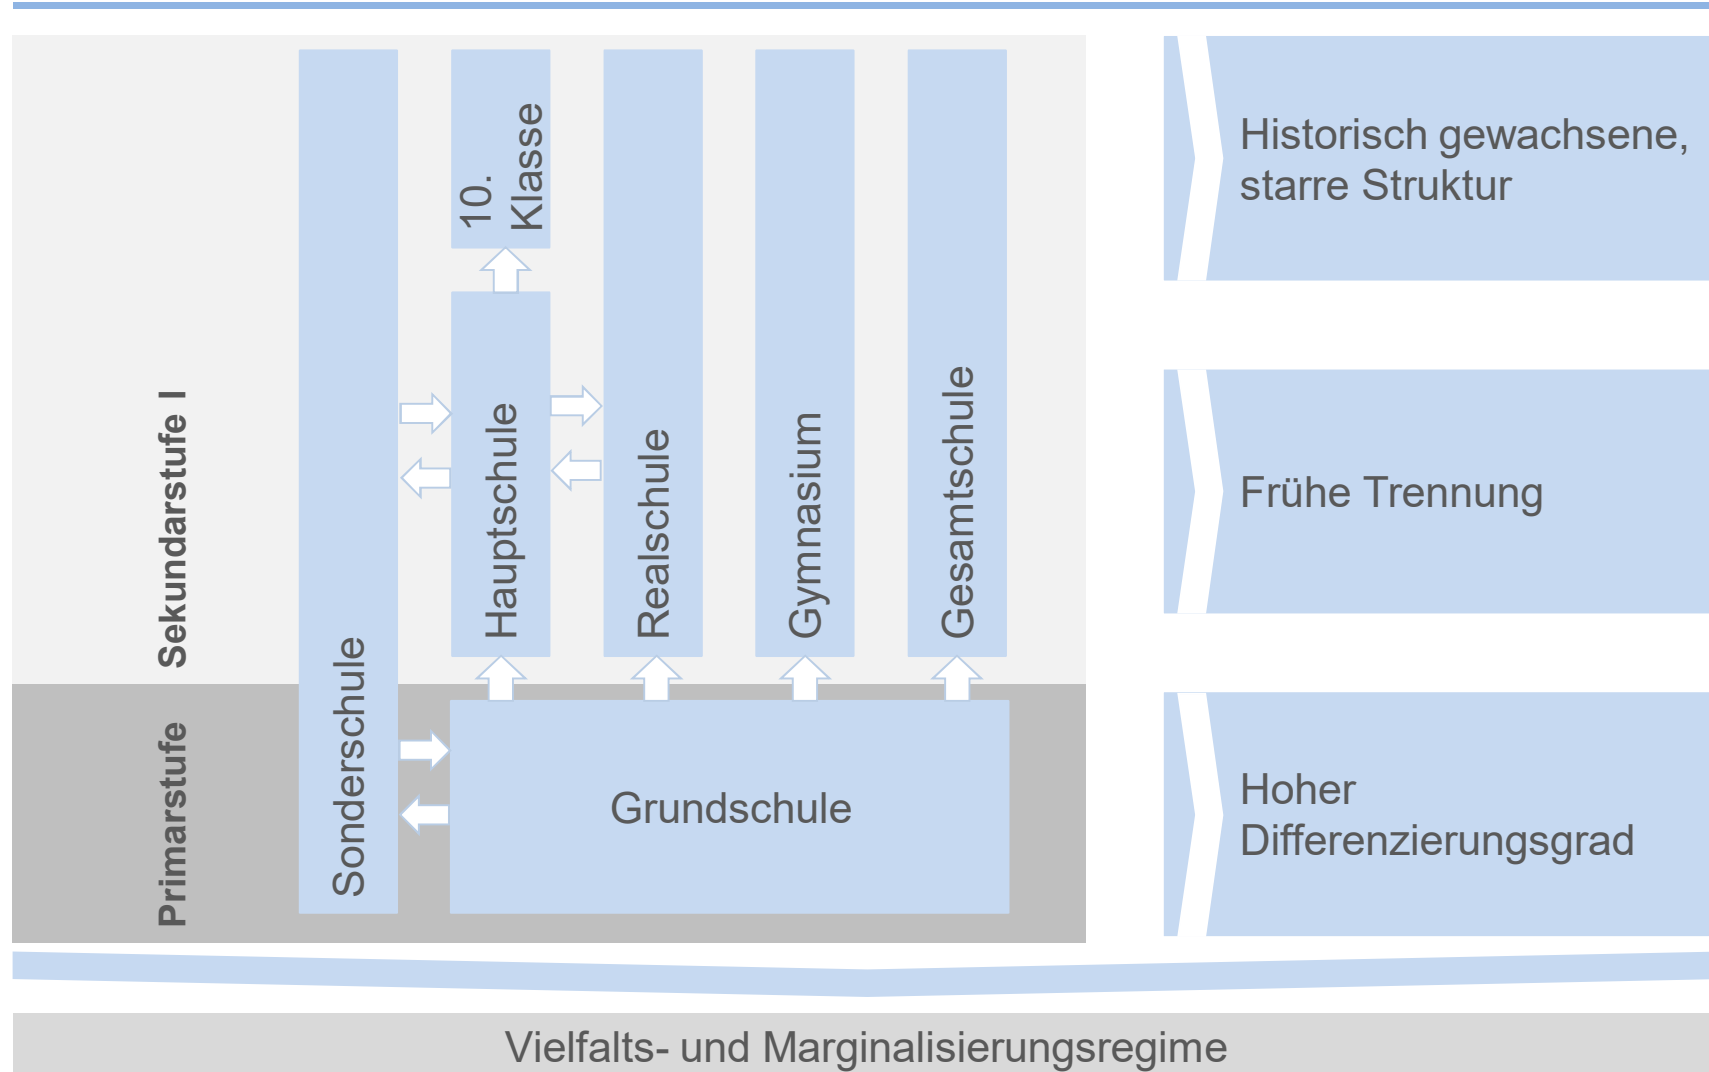 Sekundarstufe I
Primarstufe
Sonderschule
10.
Klasse
Hauptschule
Realschule
Gymnasium
Gesamtschule
Grundschule
Historisch gewachsene,
starre Struktur
Frühe Trennung
Hoher
Differenzierungsgrad
Vielfalts- und Marginalisierungsregime